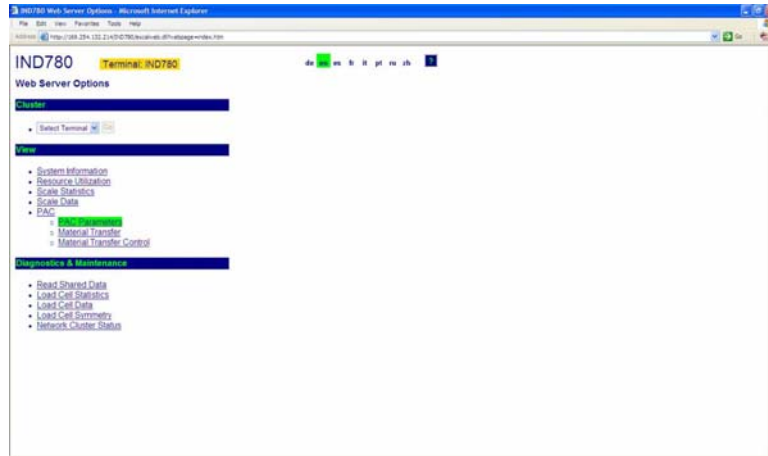 IND780 Web Server Options - Microsoft Internet Explorer
File Edit View Favorites Tools Help
Address Go
IND780 Terminal: IND780 de en es fr it pt ru zh ?
Web Server Options
Cluster
Select Terminal Go
View
System Information
Resource Utilization
Scale Statistics
Scale Data
PAC
PAC Parameters
Material Transfer
Material Transfer Control
Diagnostics & Maintenance
Read Shared Data
Load Cell Statistics
Load Cell Data
Load Cell Symmetry
Network Cluster Status